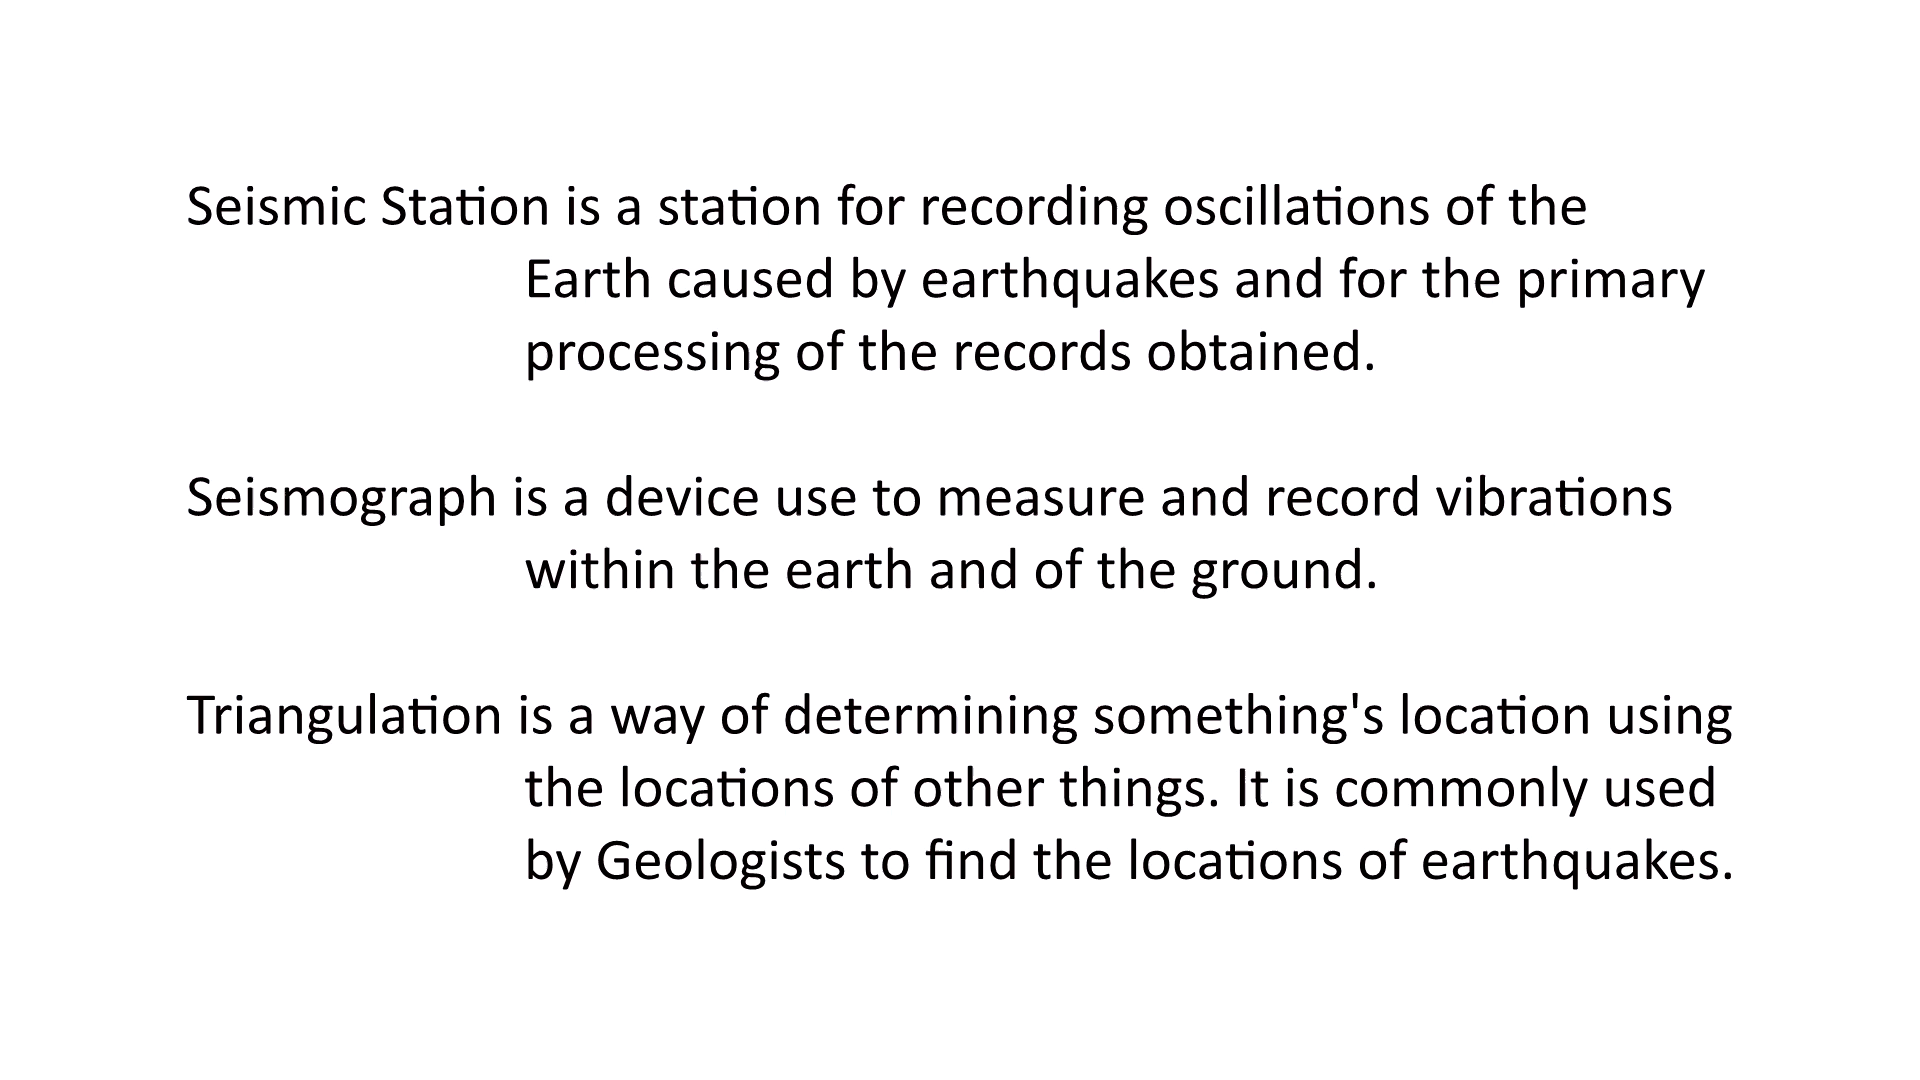 Seismic Station is a station for recording oscillations of the
Earth caused by earthquakes and for the primary
processing of the records obtained.
Seismograph is a device use to measure and record vibrations
within the earth and of the ground.
Triangulation is a way of determining something's location using
the locations of other things. It is commonly used
by Geologists to find the locations of earthquakes.